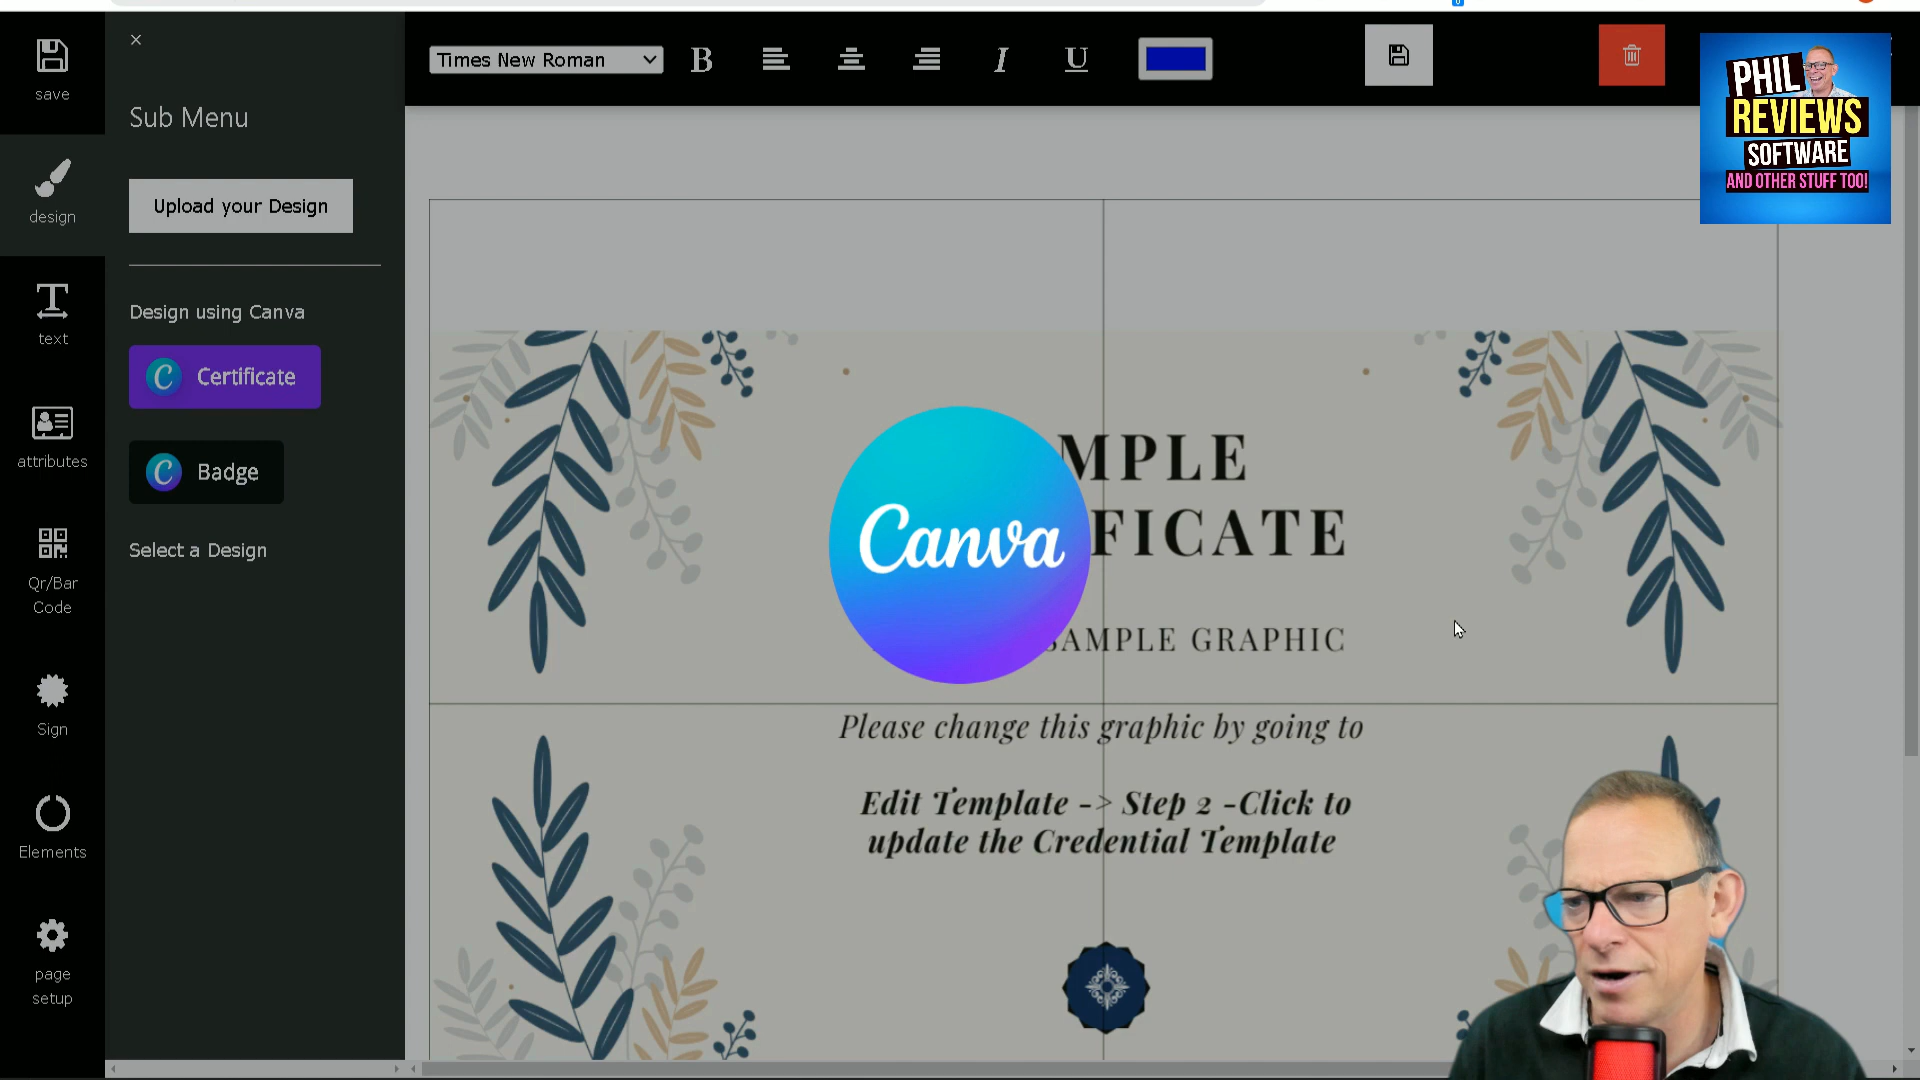 save
design
text
attributes
Qr/Bar
Code
Sign
Elements
page
setup
Sub Menu
Upload your Design
Design using Canva
C Certificate
C Badge
Select a Design
Times New Roman
B
I
U
PHIL
REVIEWS
SOFTWARE
AND OTHER STUFF TOO!
MPLE
FICATE
Canva
SAMPLE GRAPHIC
Please change this graphic by going to
Edit Template -> Step 2 -Click to
update the Credential Template